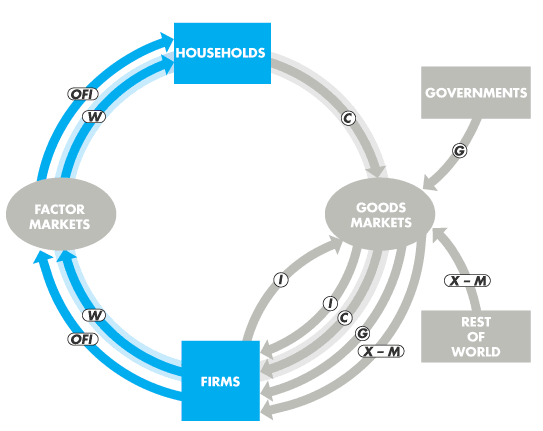 HOUSEHOLDS
OFI
W
C
GOVERNMENTS
G
FACTOR
MARKETS
GOODS
MARKETS
I
X – M
I
C
G
X – M
W
OFI
REST
OF
WORLD
FIRMS